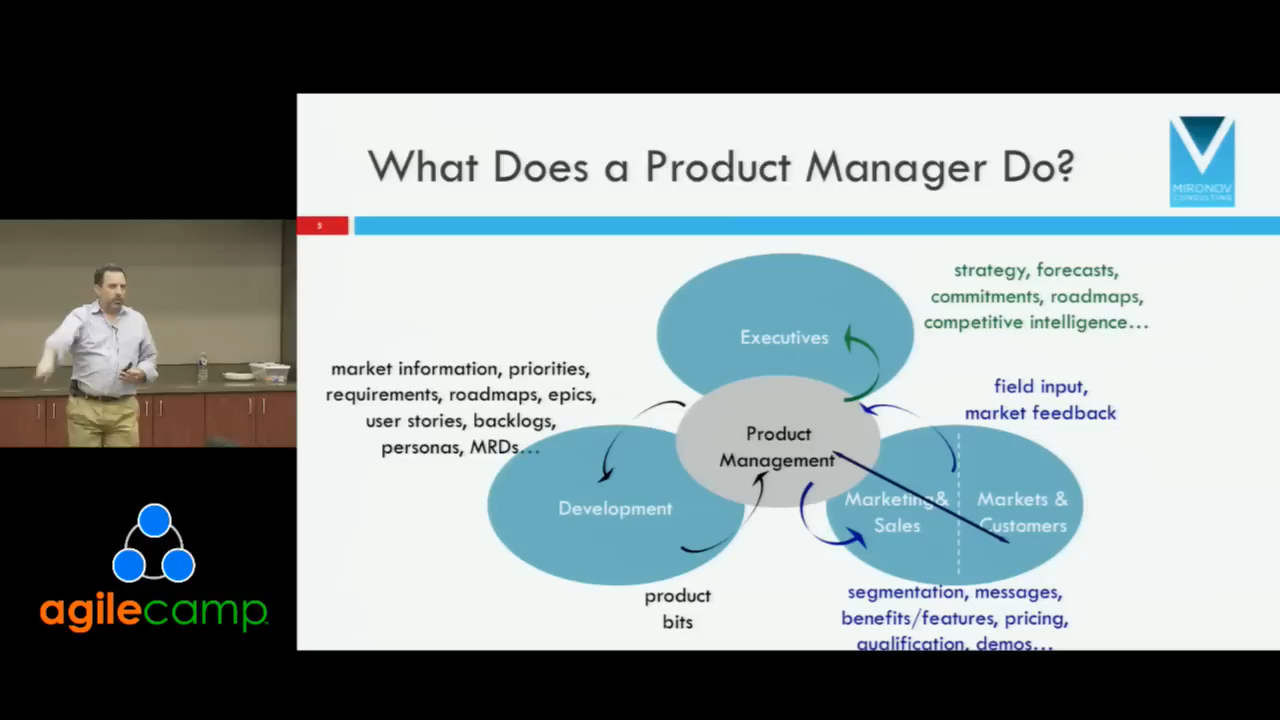 What Does a Product Manager Do?
MIRONOV
CONSULTING
3
strategy, forecasts,
commitments, roadmaps,
competitive intelligence...
Executives
market information, priorities,
requirements, roadmaps, epics,
user stories, backlogs,
personas, MRDs...
field input,
market feedback
Product
Management
Development
Marketing&
Sales
Markets &
Customers
product
bits
segmentation, messages,
benefits/features, pricing,
qualification, demos...
agilecamp